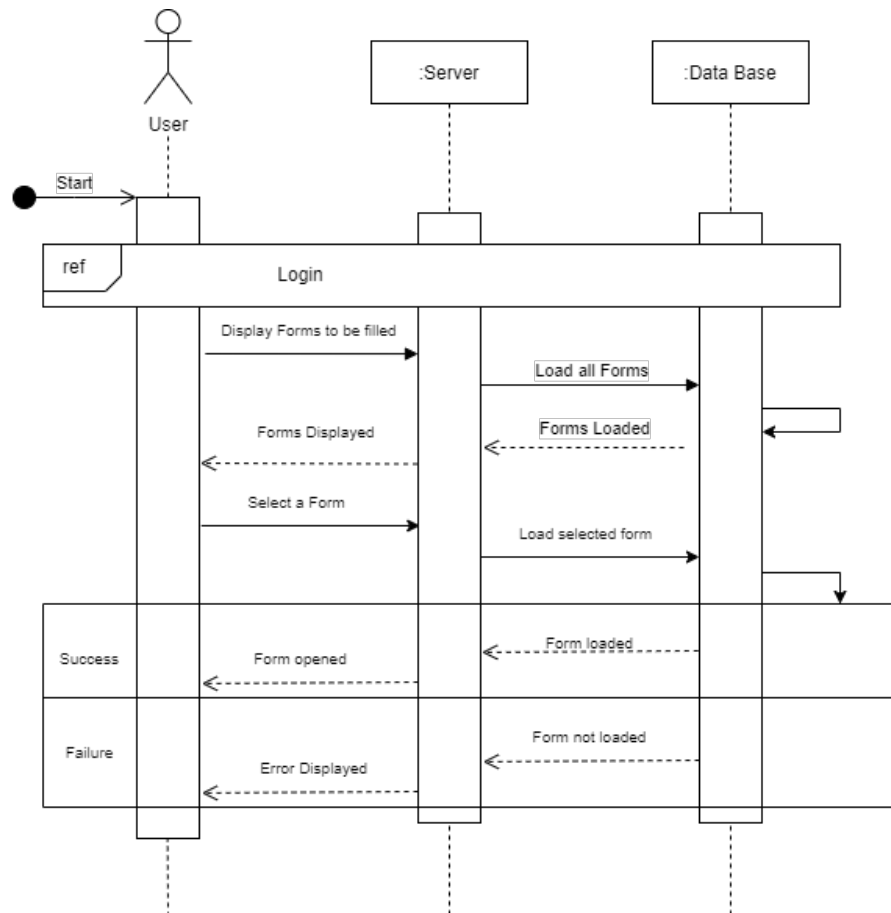 :Server
:Data Base
User
Start
ref
Login
Display Forms to be filled
Load all Forms
Forms Displayed
Forms Loaded
Select a Form
Load selected form
Success
Form opened
Form loaded
Failure
Form not loaded
Error Displayed